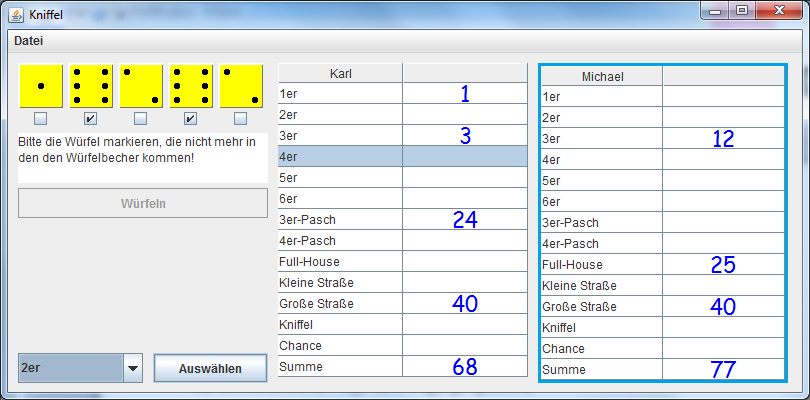 Kniffel
Datei
Bitte die Würfel markieren, die nicht mehr in
den den Würfelbecher kommen!
Würfeln
2er
Auswählen
Karl
1er 1
2er
3er 3
4er
5er
6er
3er-Pasch 24
4er-Pasch
Full-House
Kleine Straße
Große Straße 40
Kniffel
Chance
Summe 68
Michael
1er
2er
3er 12
4er
5er
6er
3er-Pasch
4er-Pasch
Full-House 25
Kleine Straße
Große Straße 40
Kniffel
Chance
Summe 77